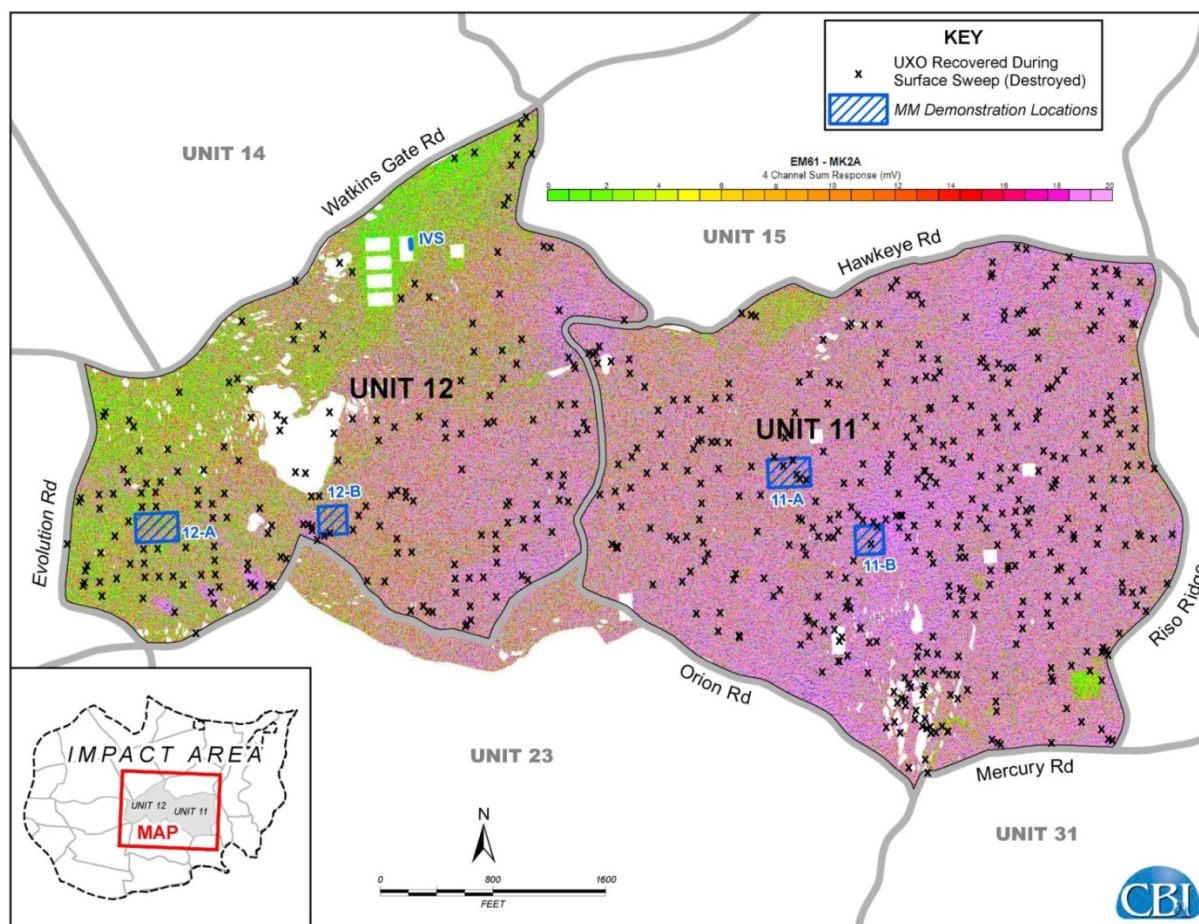 KEY
x UXO Recovered During
Surface Sweep (Destroyed)
MM Demonstration Locations
UNIT 14
Watkins Gate Rd
EM61 - MK2A
4 Channel Sum Response (mV)
0 2 4 6 8 10 12 14 16 18 20
IVS
UNIT 15
Hawkeye Rd
UNIT 12
UNIT 11
11-A
12-B
12-A
11-B
Evolution Rd
Riso Ridge
Orion Rd
Mercury Rd
UNIT 23
UNIT 31
IMPACT AREA
UNIT 12
UNIT 11
MAP
N
0 800 1600
FEET
CBI